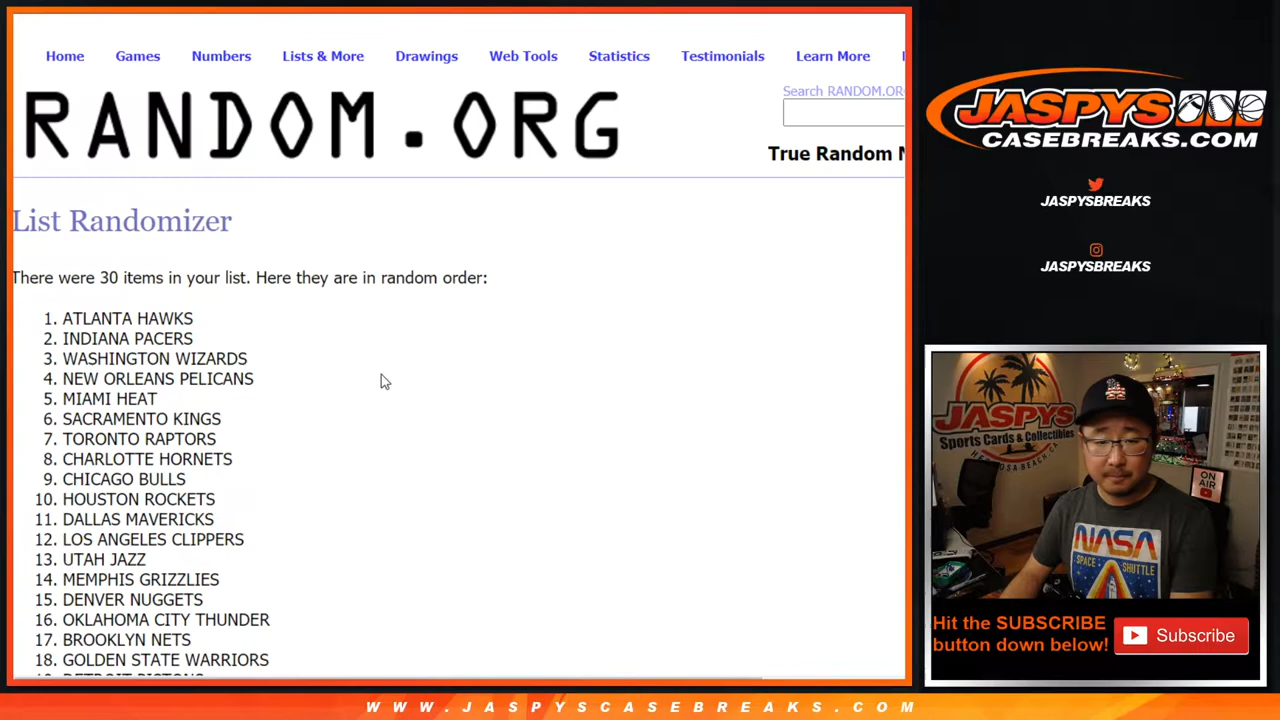 Home Games Numbers Lists & More Drawings Web Tools Statistics Testimonials Learn More
Search RANDOM.OR
RANDOM.ORG
True Random N
List Randomizer
There were 30 items in your list. Here they are in random order:
1. ATLANTA HAWKS
2. INDIANA PACERS
3. WASHINGTON WIZARDS
4. NEW ORLEANS PELICANS
5. MIAMI HEAT
6. SACRAMENTO KINGS
7. TORONTO RAPTORS
8. CHARLOTTE HORNETS
9. CHICAGO BULLS
10. HOUSTON ROCKETS
11. DALLAS MAVERICKS
12. LOS ANGELES CLIPPERS
13. UTAH JAZZ
14. MEMPHIS GRIZZLIES
15. DENVER NUGGETS
16. OKLAHOMA CITY THUNDER
17. BROOKLYN NETS
18. GOLDEN STATE WARRIORS
19. DETROIT PISTONS
JASPYS
CASEBREAKS.COM
JASPYSBREAKS
JASPYSBREAKS
JASPYS
Sports Cards & Collectibles
HERMOSA BEACH, CA
ON AIR
NASA
SPACE SHUTTLE
Hit the SUBSCRIBE
button down below!
Subscribe
WWW.JASPYSCASEBREAKS.COM